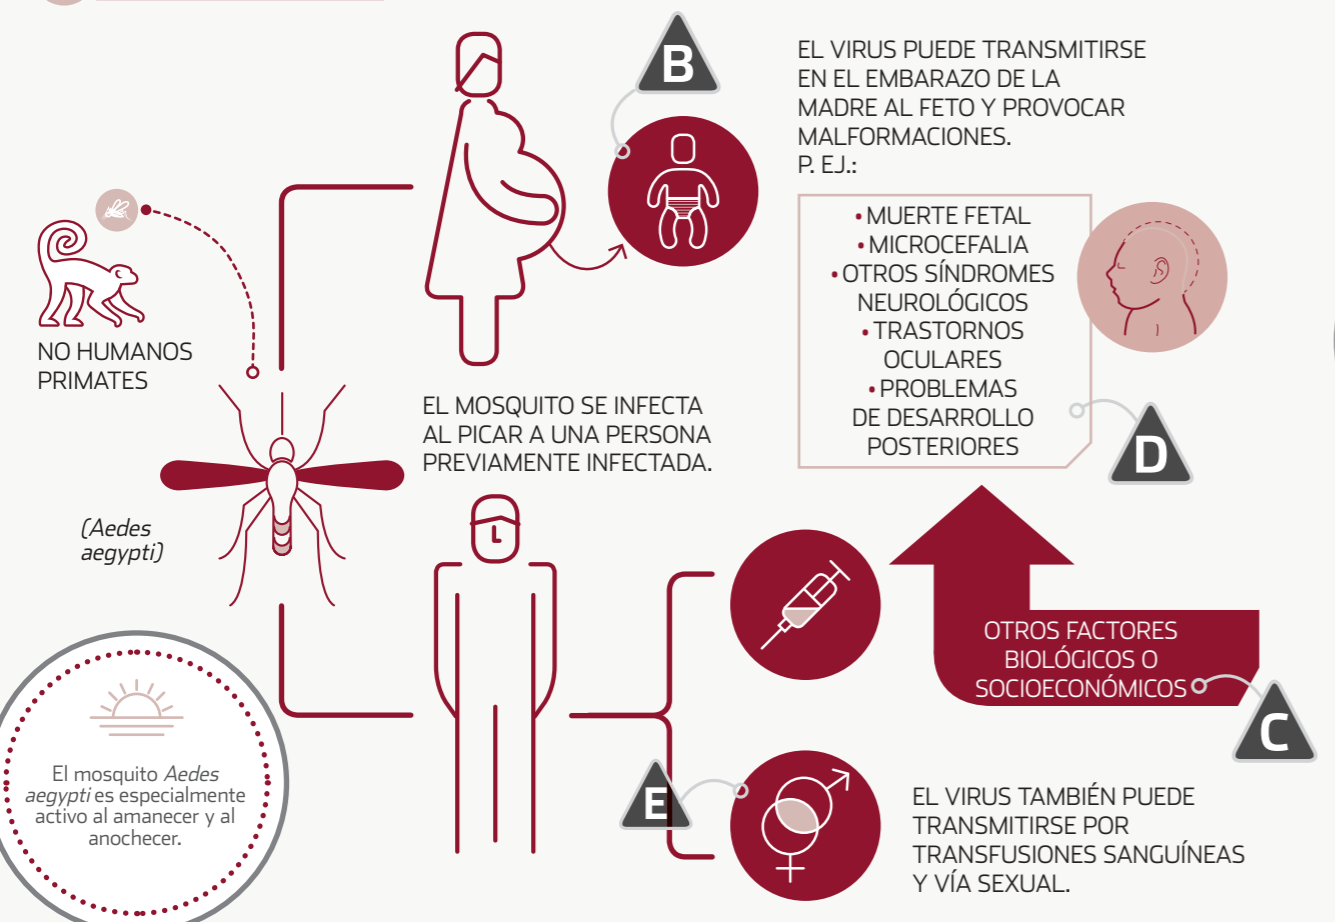 B
EL VIRUS PUEDE TRANSMITIRSE
EN EL EMBARAZO DE LA
MADRE AL FETO Y PROVOCAR
MALFORMACIONES.
P. EJ.:
• MUERTE FETAL
• MICROCEFALIA
• OTROS SÍNDROMES
NEUROLÓGICOS
• TRASTORNOS
OCULARES
• PROBLEMAS
DE DESARROLLO
POSTERIORES
D
NO HUMANOS
PRIMATES
EL MOSQUITO SE INFECTA
AL PICAR A UNA PERSONA
PREVIAMENTE INFECTADA.
(Aedes
aegypti)
OTROS FACTORES
BIOLÓGICOS O
SOCIOECONÓMICOS
C
El mosquito Aedes
aegypti es especialmente
activo al amanecer y al
anochecer.
E
EL VIRUS TAMBIÉN PUEDE
TRANSMITIRSE POR
TRANSFUSIONES SANGUÍNEAS
Y VÍA SEXUAL.